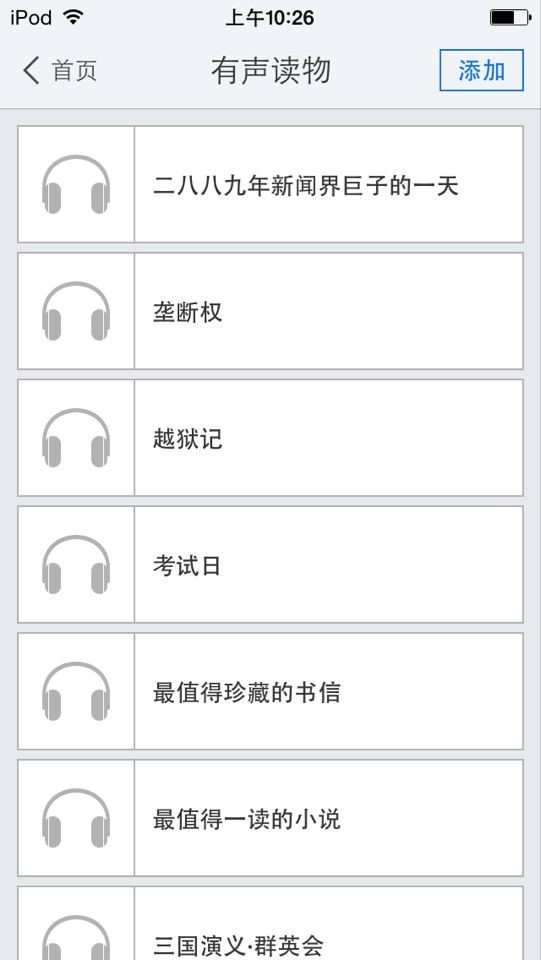 iPod 上午10:26
首页 有声读物 添加
二八八九年新闻界巨子的一天
垄断权
越狱记
考试日
最值得珍藏的书信
最值得一读的小说
三国演义·群英会